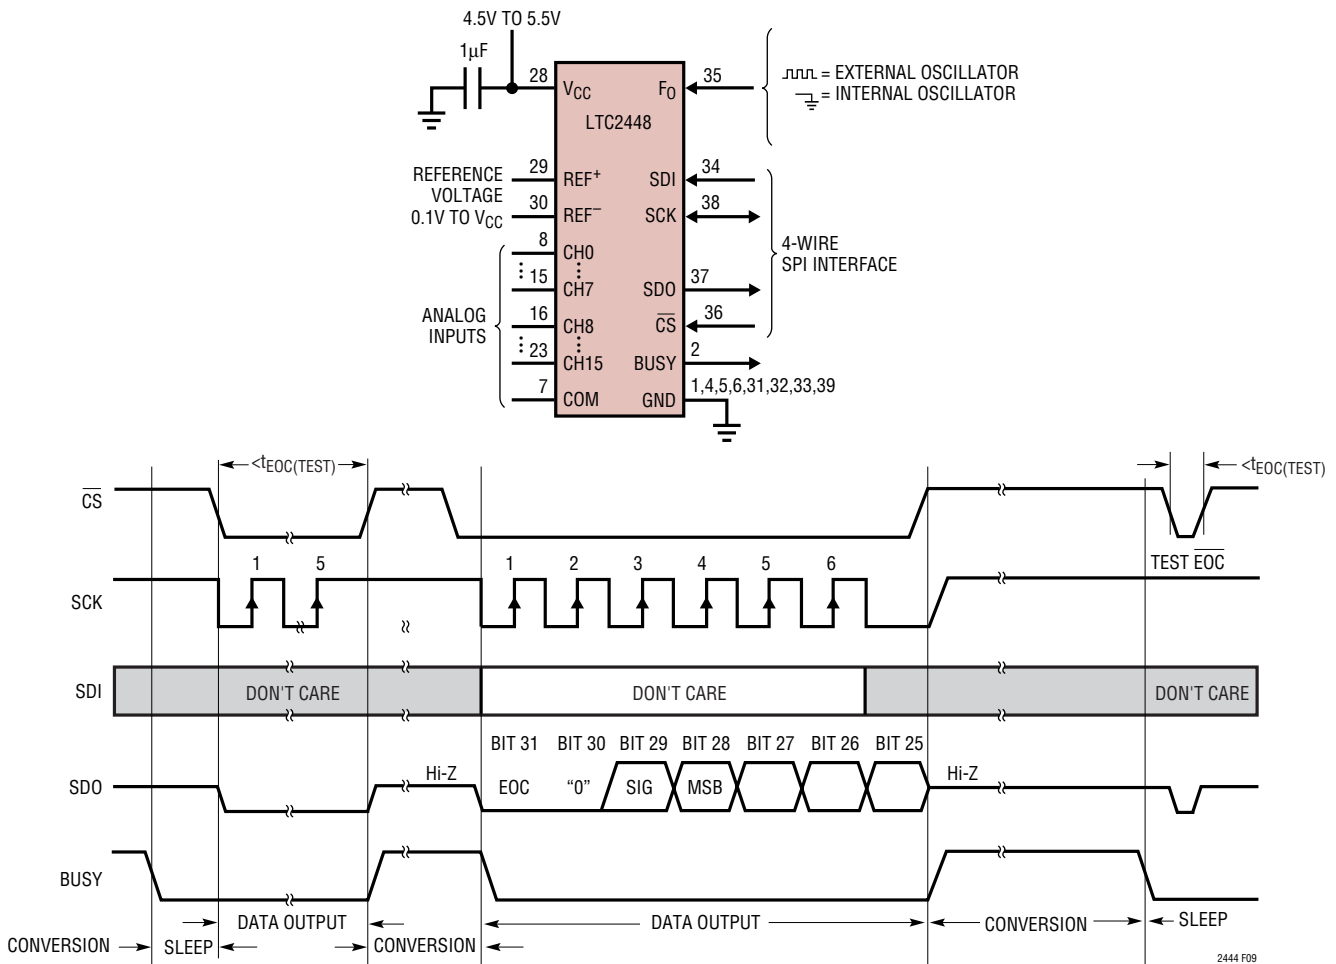 4.5V TO 5.5V
1µF
28
VCC
FO
35
= EXTERNAL OSCILLATOR
= INTERNAL OSCILLATOR
LTC2448
REFERENCE
VOLTAGE
0.1V TO VCC
29
REF+
30
REF–
SDI
34
SCK
38
4-WIRE
SPI INTERFACE
ANALOG
INPUTS
8
CH0
15
CH7
16
CH8
23
CH15
7
COM
SDO
37
CS
36
BUSY
2
GND
1,4,5,6,31,32,33,39
<tEOC(TEST)
<tEOC(TEST)
CS
TEST EOC
SCK
1
5
1
2
3
4
5
6
SDI
DON'T CARE
DON'T CARE
DON'T CARE
BIT 31
BIT 30
BIT 29
BIT 28
BIT 27
BIT 26
BIT 25
SDO
Hi-Z
EOC
“0”
SIG
MSB
Hi-Z
BUSY
DATA OUTPUT
DATA OUTPUT
CONVERSION
SLEEP
CONVERSION
SLEEP
CONVERSION
2444 F09